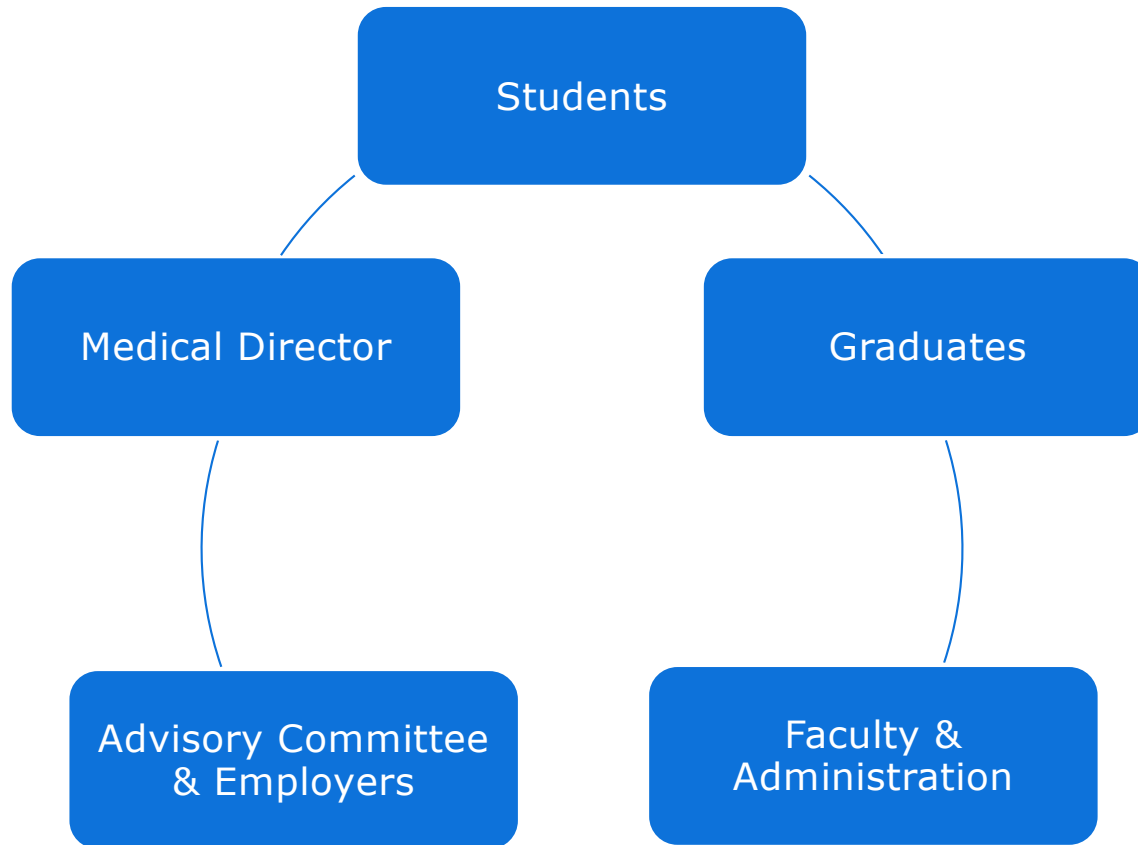 Students
Medical Director
Graduates
Advisory Committee
& Employers
Faculty &
Administration